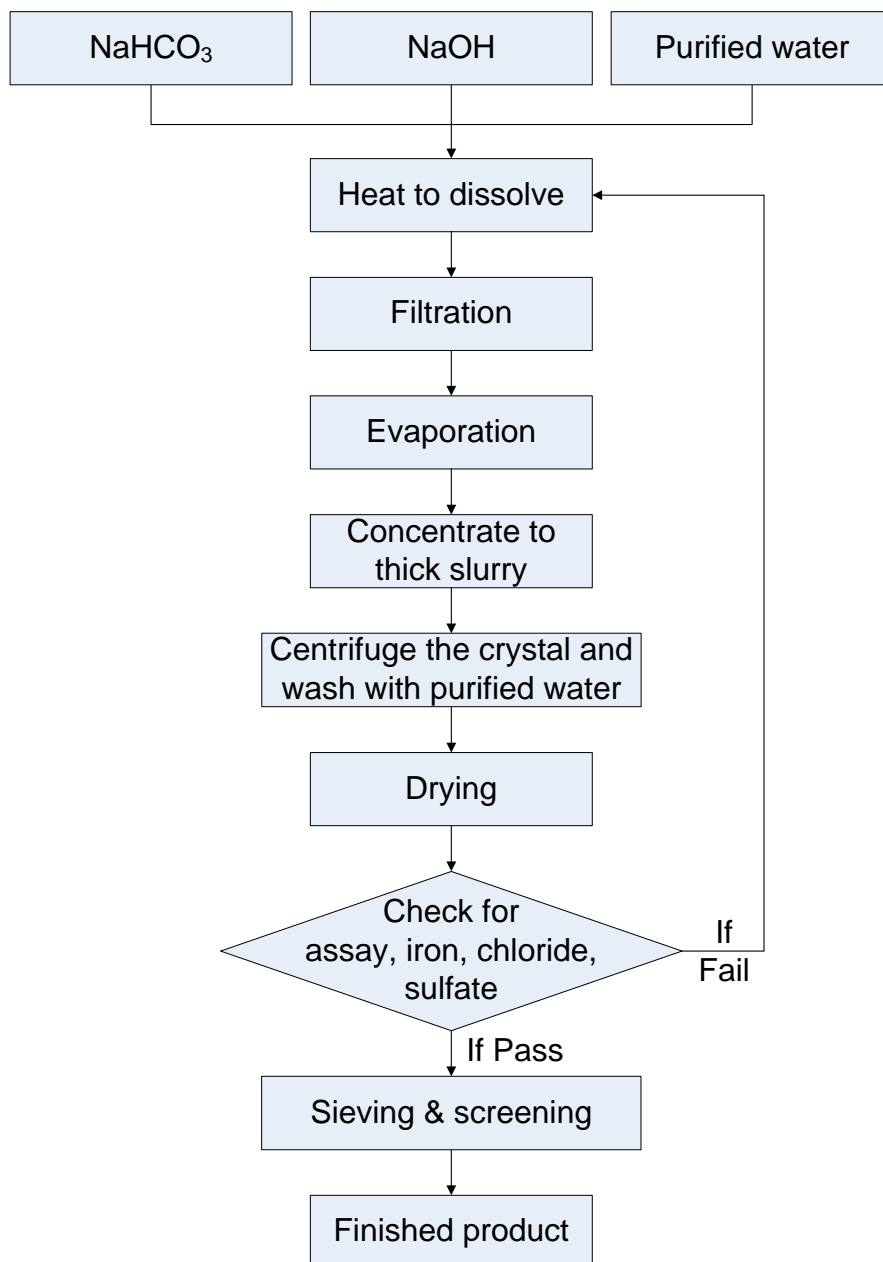 NaHCO₃
NaOH
Purified water
Heat to dissolve
Filtration
Evaporation
Concentrate to
thick slurry
Centrifuge the crystal and
wash with purified water
Drying
Check for
assay, iron, chloride,
sulfate
If
Fail
If Pass
Sieving & screening
Finished product